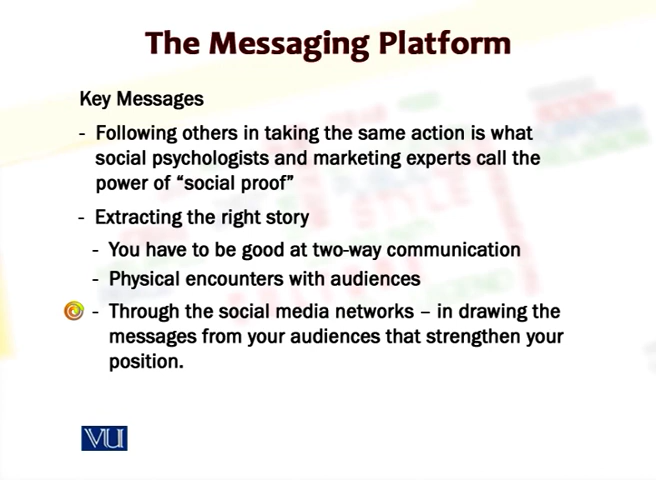 The Messaging Platform
Key Messages
- Following others in taking the same action is what
social psychologists and marketing experts call the
power of “social proof”
- Extracting the right story
- You have to be good at two-way communication
- Physical encounters with audiences
- Through the social media networks – in drawing the
messages from your audiences that strengthen your
position.
STYLE
VU